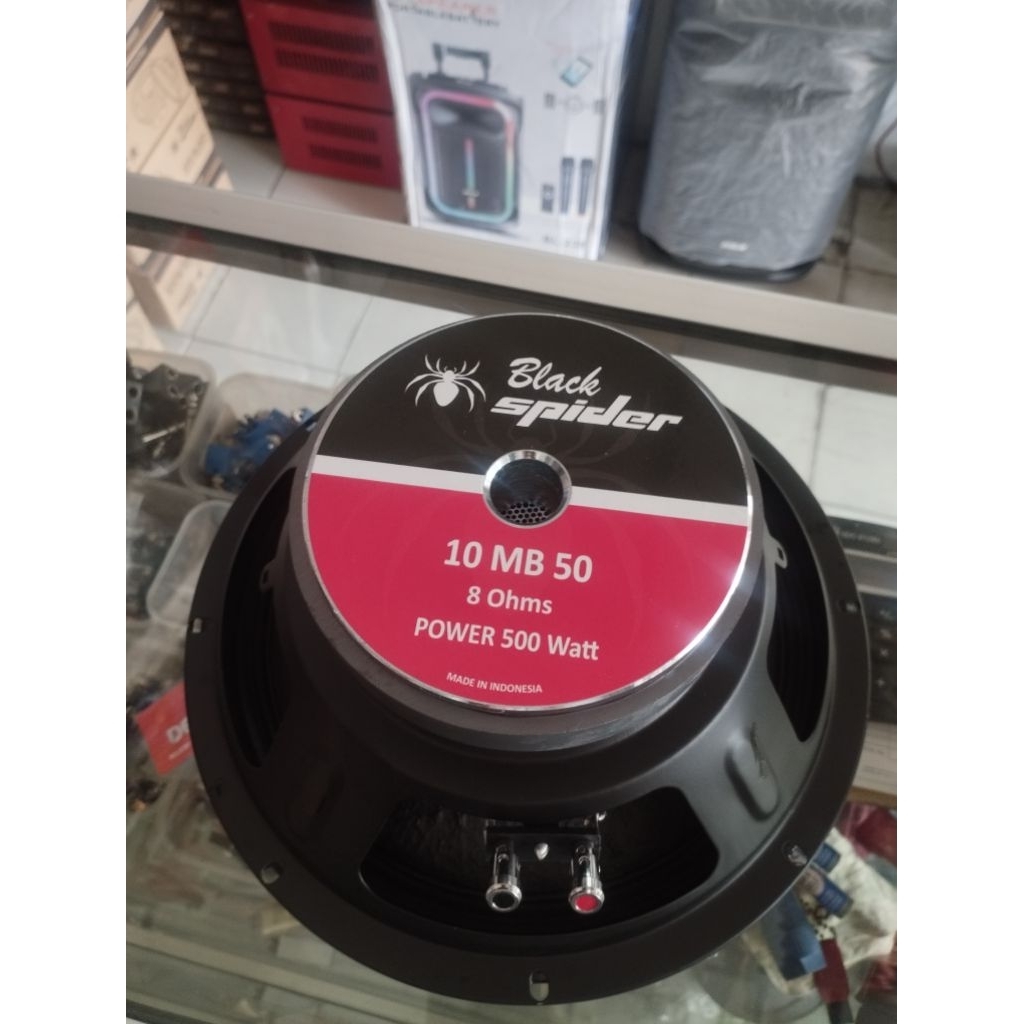 Black
spider
10 MB 50
8 Ohms
POWER 500 Watt
MADE IN INDONESIA